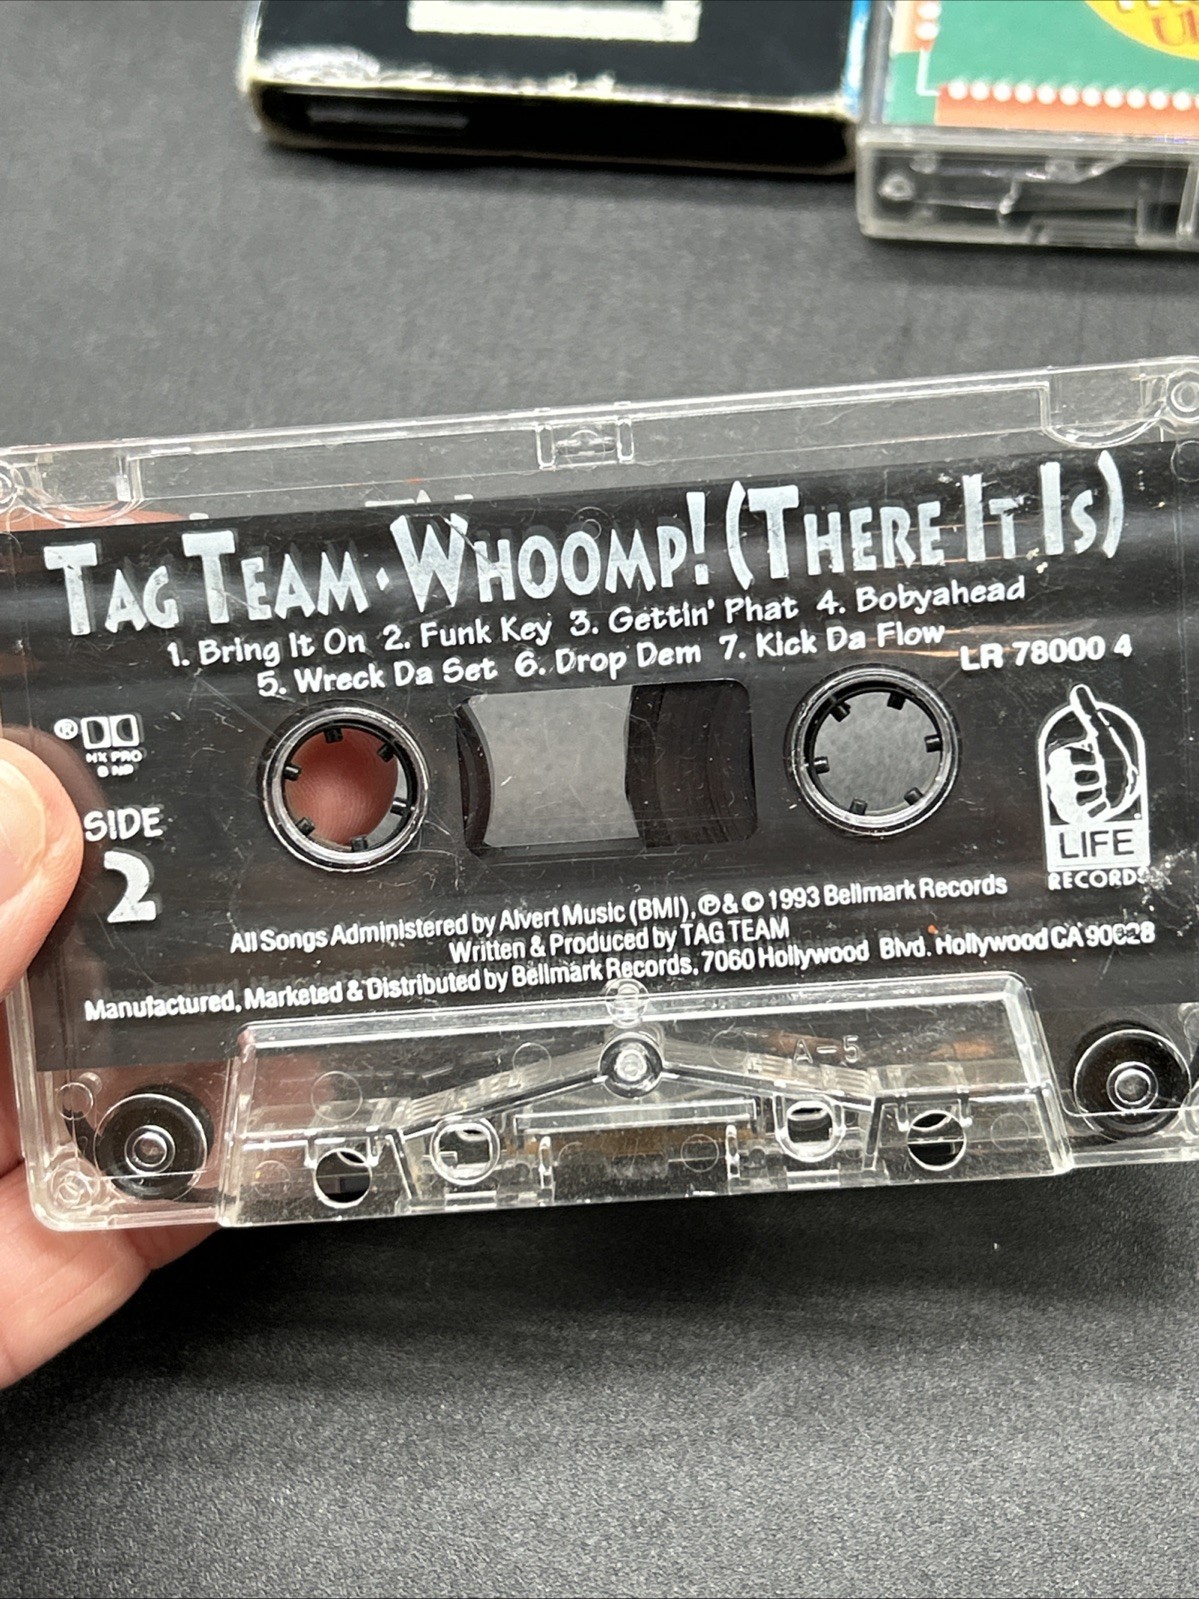 TAG TEAM · WHOOMP! (THERE IT IS)
1. Bring It On 2. Funk Key 3. Gettin' Phat 4. Bobyahead
5. Wreck Da Set 6. Drop Dem 7. Kick Da Flow
LR 78000 4
®
HX PRO
B NR
SIDE
2
LIFE
RECORDS
All Songs Administered by Alvert Music (BMI), ℗ & © 1993 Bellmark Records
Written & Produced by TAG TEAM
Manufactured, Marketed & Distributed by Bellmark Records, 7060 Hollywood Blvd. Hollywood CA 90028
A-5